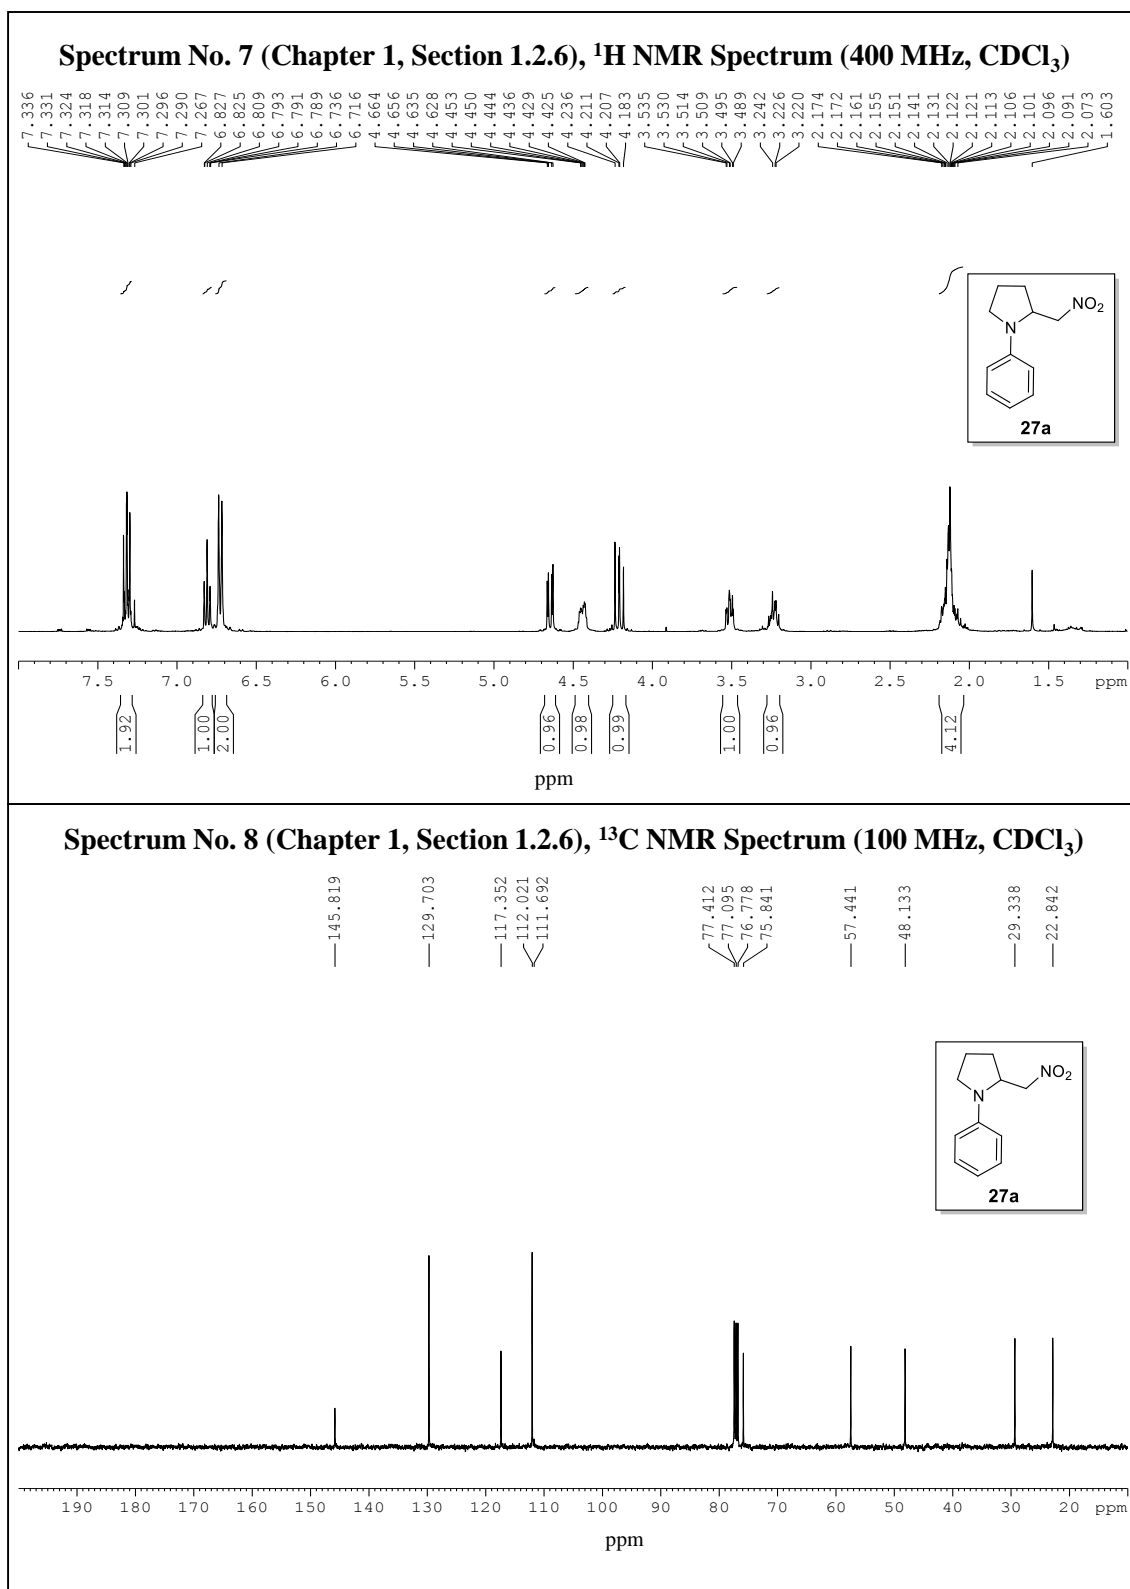 Spectrum No. 7 (Chapter 1, Section 1.2.6), ¹H NMR Spectrum (400 MHz, CDCl₃)
7.336 7.331 7.324 7.318 7.314 7.309 7.301 7.296 7.290 7.267 6.827 6.825 6.809 6.793 6.791 6.789 6.736 6.716 4.664 4.656 4.635 4.628 4.453 4.450 4.444 4.436 4.429 4.425 4.236 4.211 4.207 4.183 3.535 3.530 3.514 3.509 3.495 3.489 3.242 3.226 3.220 2.174 2.172 2.161 2.155 2.151 2.141 2.131 2.122 2.121 2.113 2.106 2.101 2.096 2.091 2.073 1.603
NO₂
N
27a
7.5 7.0 6.5 6.0 5.5 5.0 4.5 4.0 3.5 3.0 2.5 2.0 1.5 ppm
1.92 1.00 2.00 0.96 0.98 0.99 1.00 0.96 4.12
ppm
Spectrum No. 8 (Chapter 1, Section 1.2.6), ¹³C NMR Spectrum (100 MHz, CDCl₃)
145.819 129.703 117.352 112.021 111.692 77.412 77.095 76.778 75.841 57.441 48.133 29.338 22.842
NO₂
N
27a
190 180 170 160 150 140 130 120 110 100 90 80 70 60 50 40 30 20 ppm
ppm